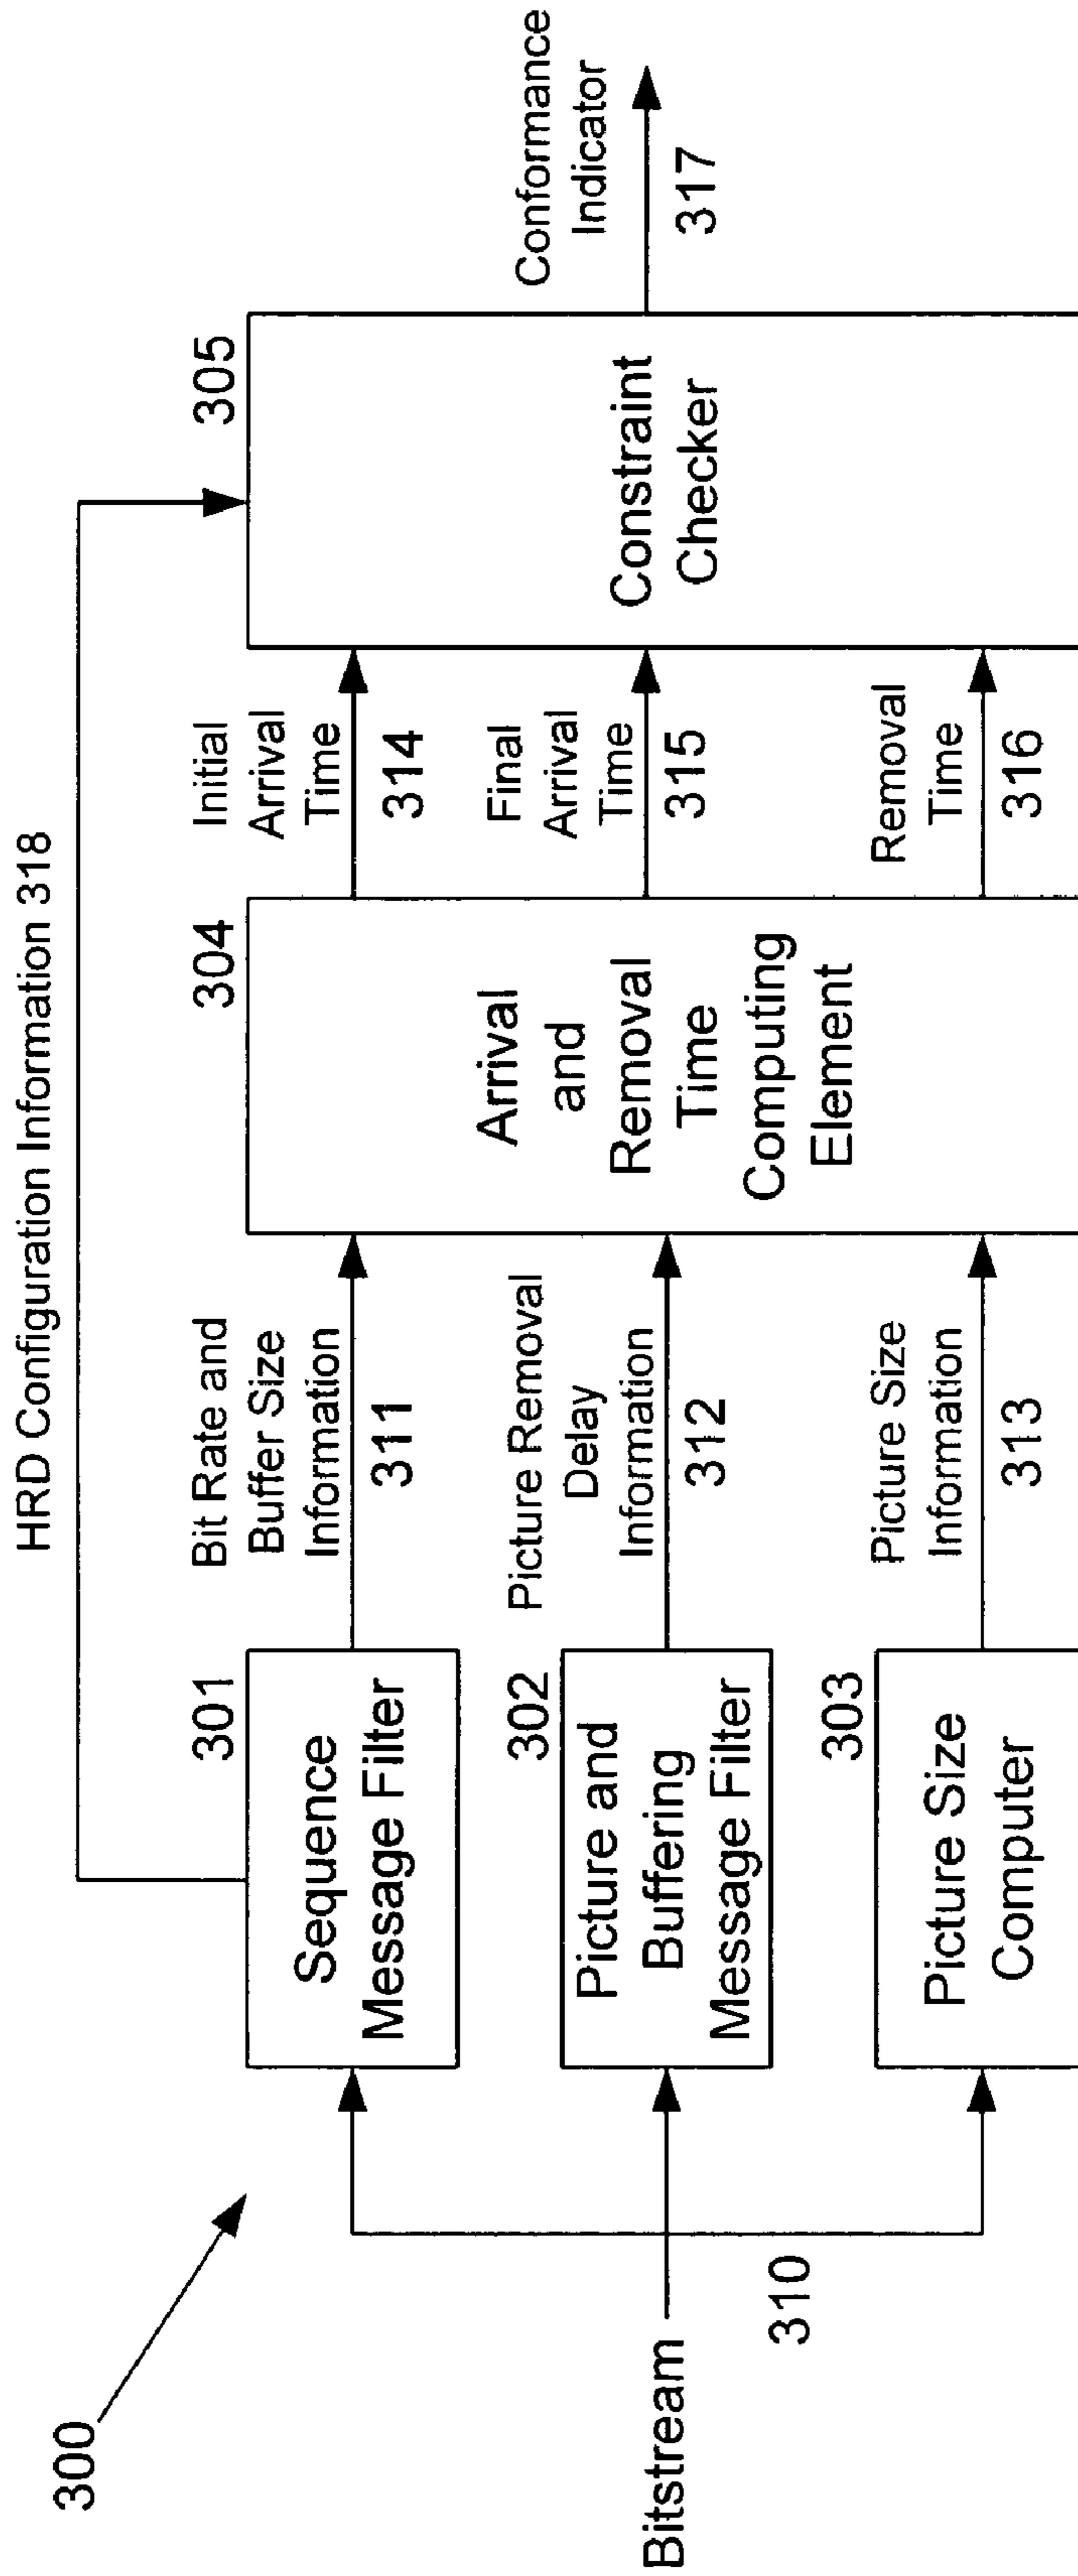 300
HRD Configuration Information 318
Bitstream
310
301
Sequence
Message Filter
302
Picture and
Buffering
Message Filter
303
Picture Size
Computer
Bit Rate and
Buffer Size
Information
311
Picture Removal
Delay
Information
312
Picture Size
Information
313
304
Arrival
and
Removal
Time
Computing
Element
Initial
Arrival
Time
314
Final
Arrival
Time
315
Removal
Time
316
305
Constraint
Checker
Conformance
Indicator
317